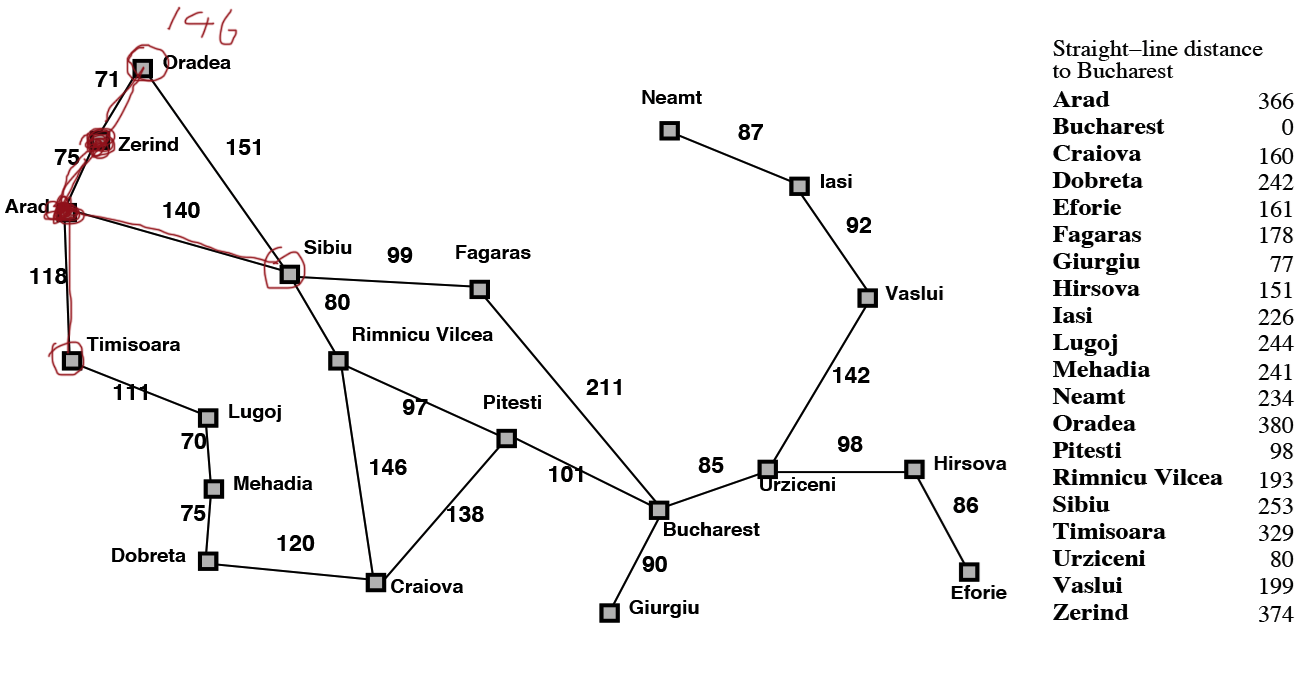 146
Oradea
71
Neamt
87
Zerind
151
75
Iasi
Arad
140
92
Sibiu
99
Fagaras
118
80
Vaslui
Timisoara
Rimnicu Vilcea
142
111
211
Lugoj
97
Pitesti
70
98
146
101
85
Hirsova
Mehadia
Urziceni
75
138
86
Bucharest
Dobreta
120
90
Craiova
Eforie
Giurgiu
Straight–line distance
to Bucharest
Arad 366
Bucharest 0
Craiova 160
Dobreta 242
Eforie 161
Fagaras 178
Giurgiu 77
Hirsova 151
Iasi 226
Lugoj 244
Mehadia 241
Neamt 234
Oradea 380
Pitesti 98
Rimnicu Vilcea 193
Sibiu 253
Timisoara 329
Urziceni 80
Vaslui 199
Zerind 374